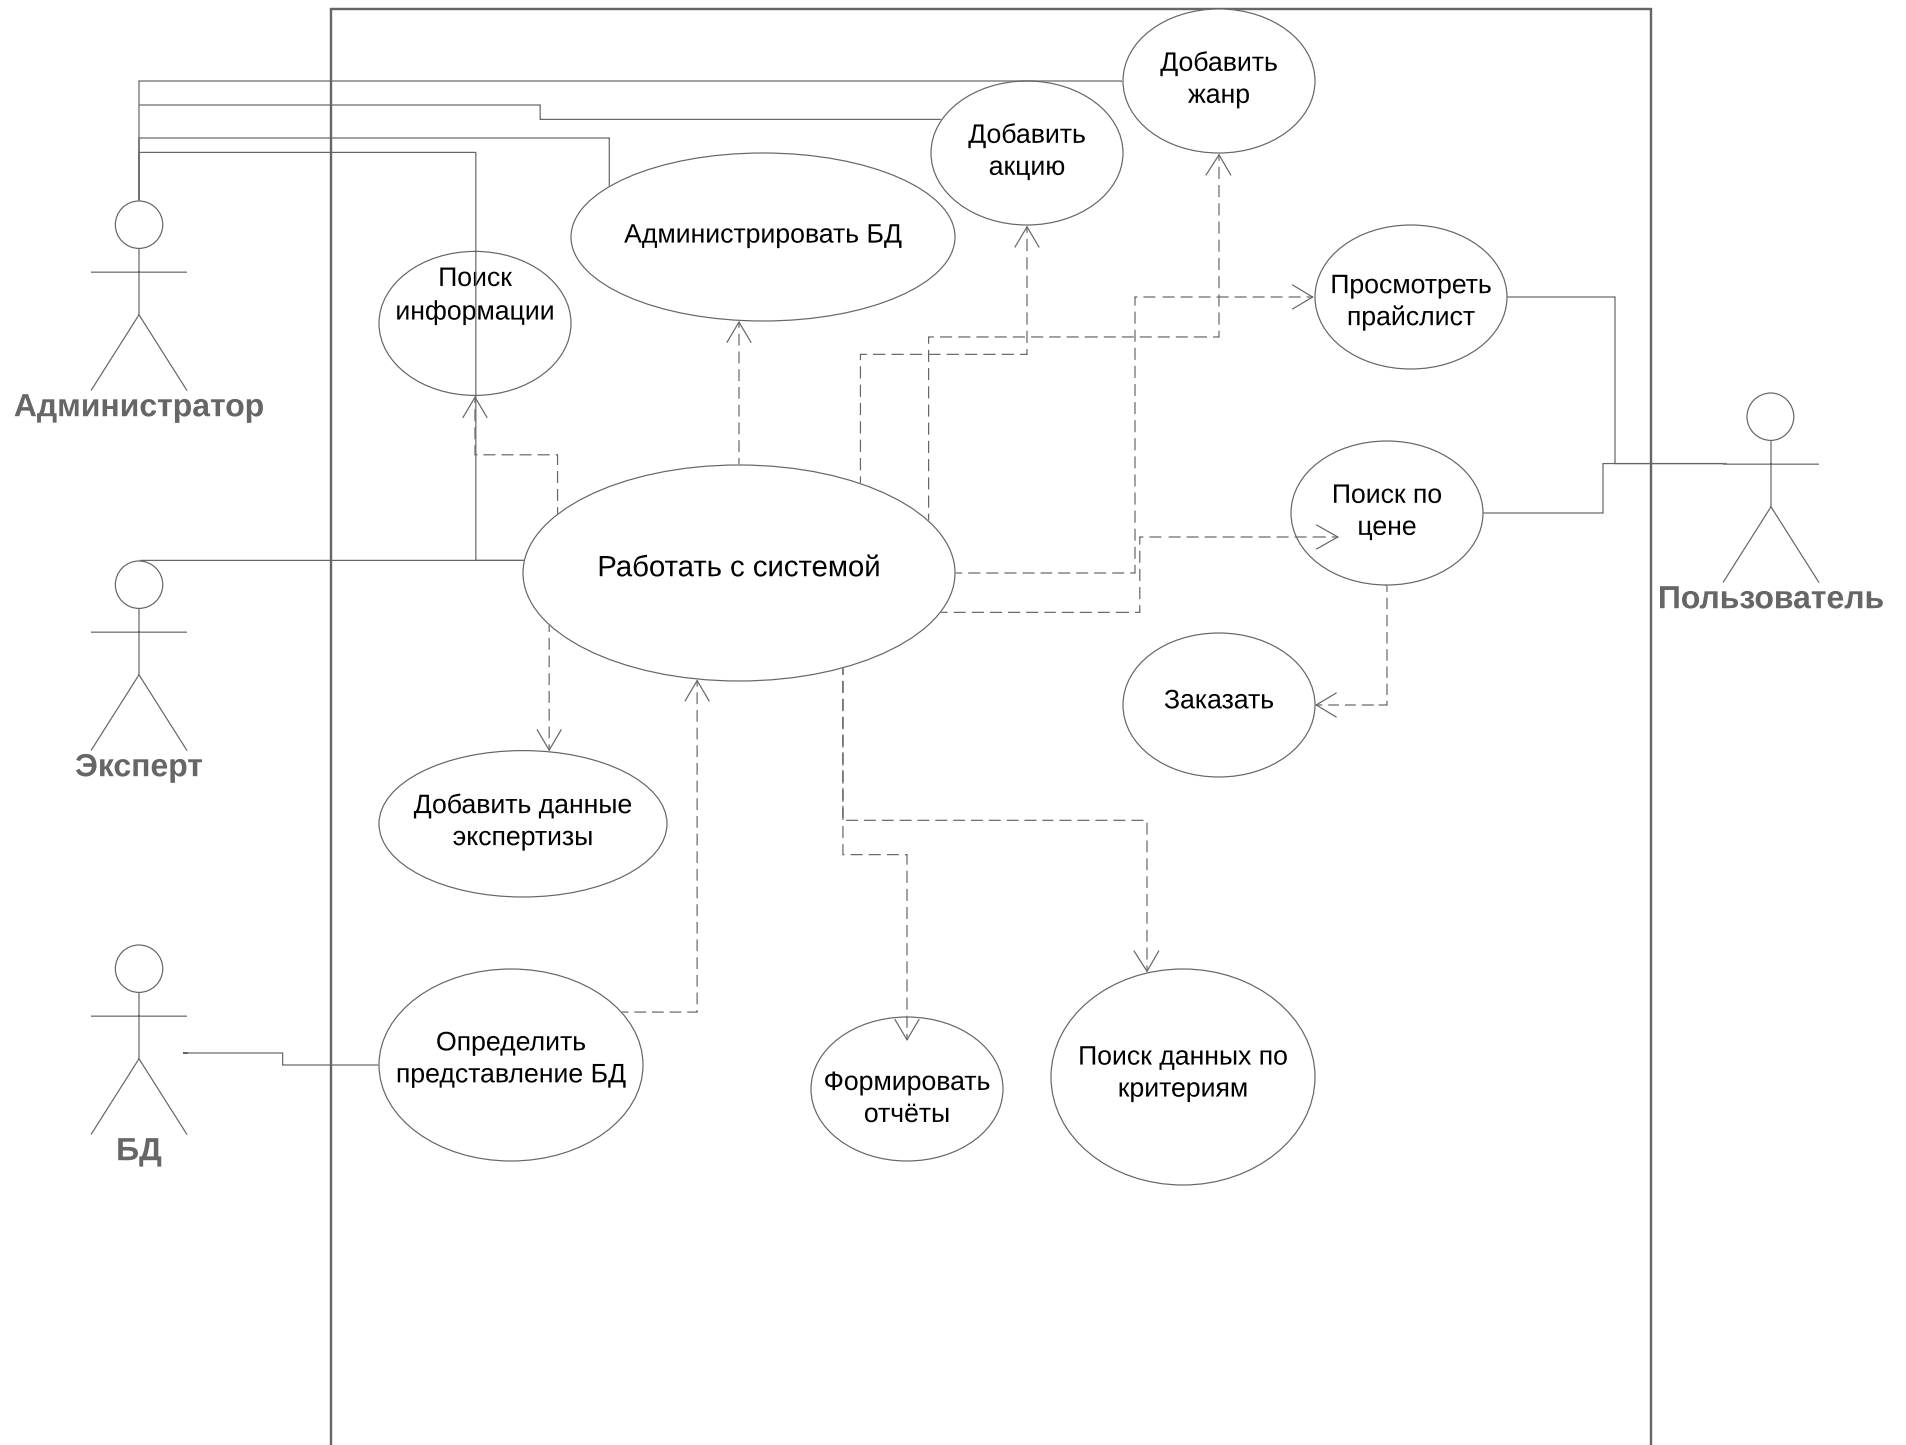 Добавить
жанр
Добавить
акцию
Администрировать БД
Поиск
информации
Просмотреть
прайслист
Администратор
Поиск по
цене
Работать с системой
Пользователь
Заказать
Эксперт
Добавить данные
экспертизы
Определить
представление БД
Формировать
отчёты
Поиск данных по
критериям
БД